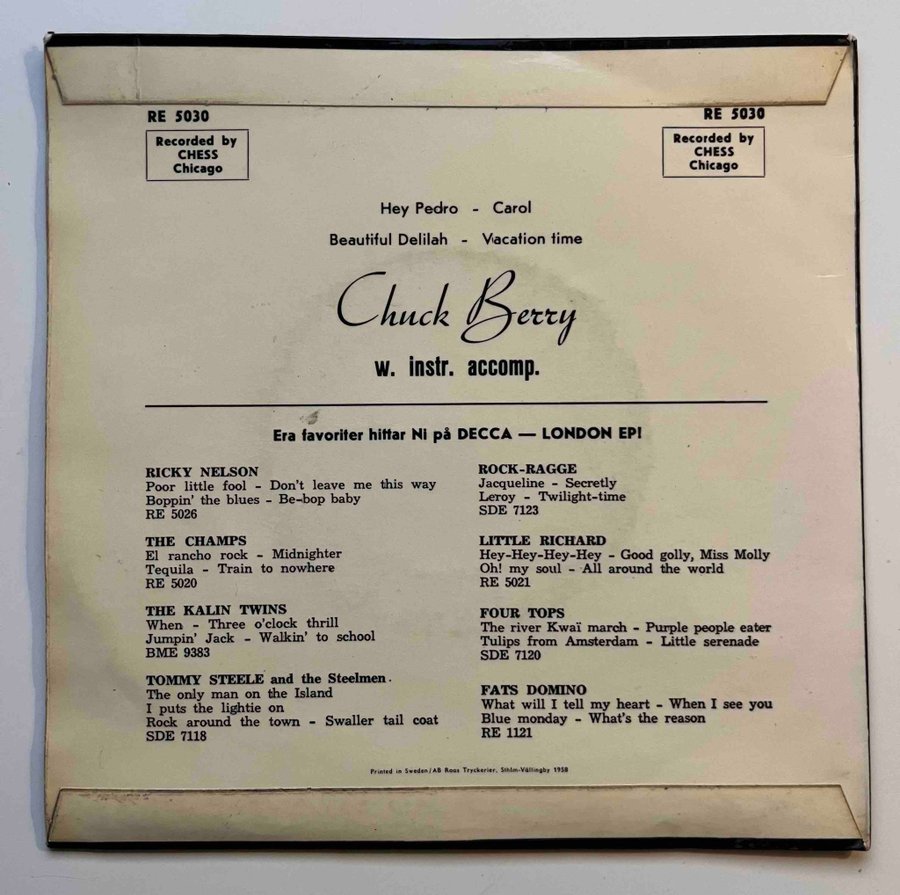 RE 5030
Recorded by
CHESS
Chicago
RE 5030
Recorded by
CHESS
Chicago
Hey Pedro - Carol
Beautiful Delilah - Vacation time
Chuck Berry
w. instr. accomp.
Era favoriter hittar Ni på DECCA — LONDON EP!
RICKY NELSON
Poor little fool - Don't leave me this way
Boppin' the blues - Be-bop baby
RE 5026
THE CHAMPS
El rancho rock - Midnighter
Tequila - Train to nowhere
RE 5020
THE KALIN TWINS
When - Three o'clock thrill
Jumpin' Jack - Walkin' to school
BME 9383
TOMMY STEELE and the Steelmen.
The only man on the Island
I puts the lightie on
Rock around the town - Swaller tail coat
SDE 7118
ROCK-RAGGE
Jacqueline - Secretly
Leroy - Twilight-time
SDE 7123
LITTLE RICHARD
Hey-Hey-Hey-Hey - Good golly, Miss Molly
Oh! my soul - All around the world
RE 5021
FOUR TOPS
The river Kwaï march - Purple people eater
Tulips from Amsterdam - Little serenade
SDE 7120
FATS DOMINO
What will I tell my heart - When I see you
Blue monday - What's the reason
RE 1121
Printed in Sweden/AB Roos Tryckerier, Sthlm-Vällingby 1958